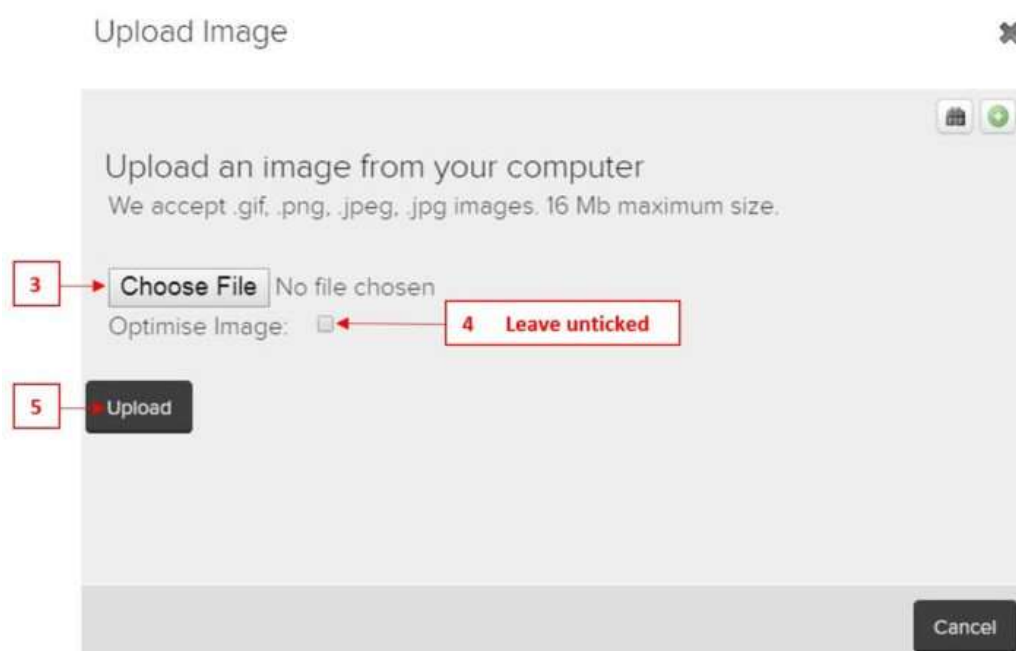 Upload Image
Upload an image from your computer
We accept .gif, .png, .jpeg, .jpg images. 16 Mb maximum size.
3
Choose File No file chosen
Optimise Image:
4 Leave unticked
5
Upload
Cancel